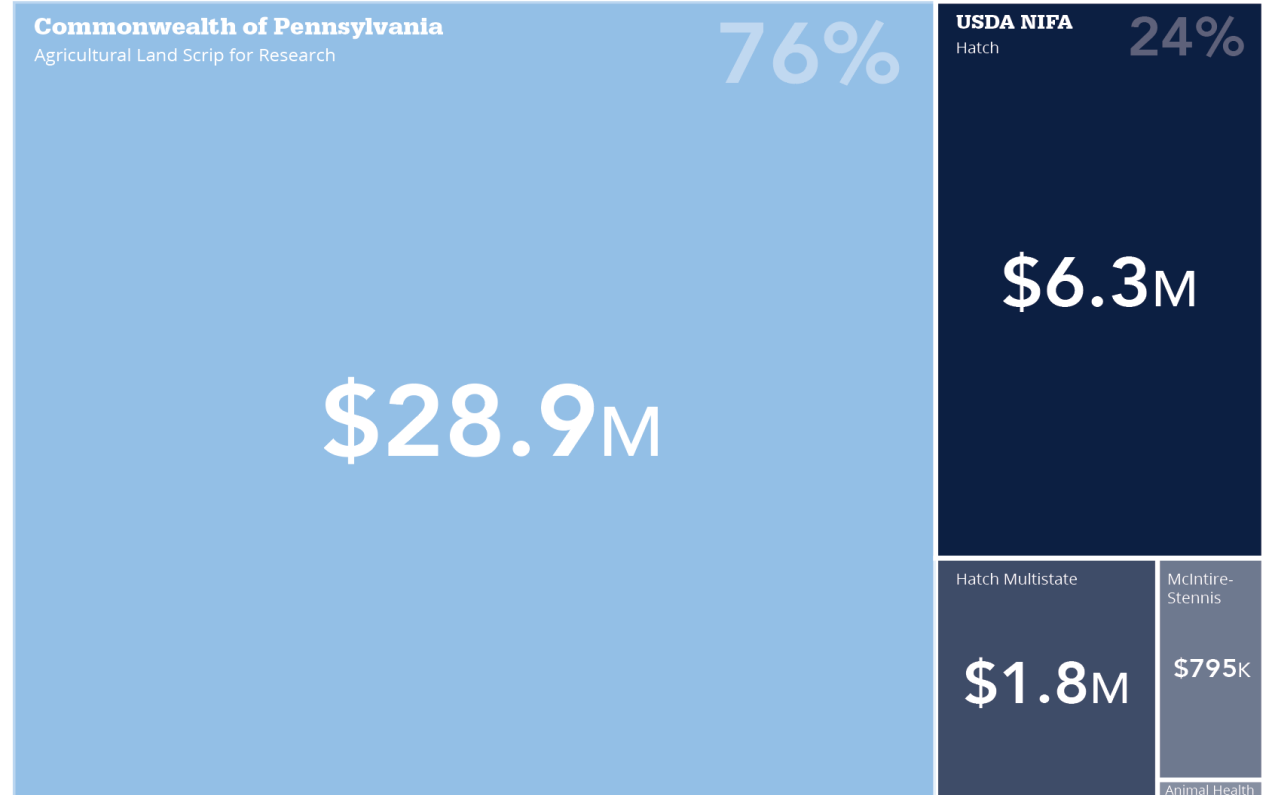 Commonwealth of Pennsylvania
Agricultural Land Scrip for Research
76%
$28.9M
USDA NIFA
Hatch
24%
$6.3M
Hatch Multistate
$1.8M
McIntire-
Stennis
$795K
Animal Health